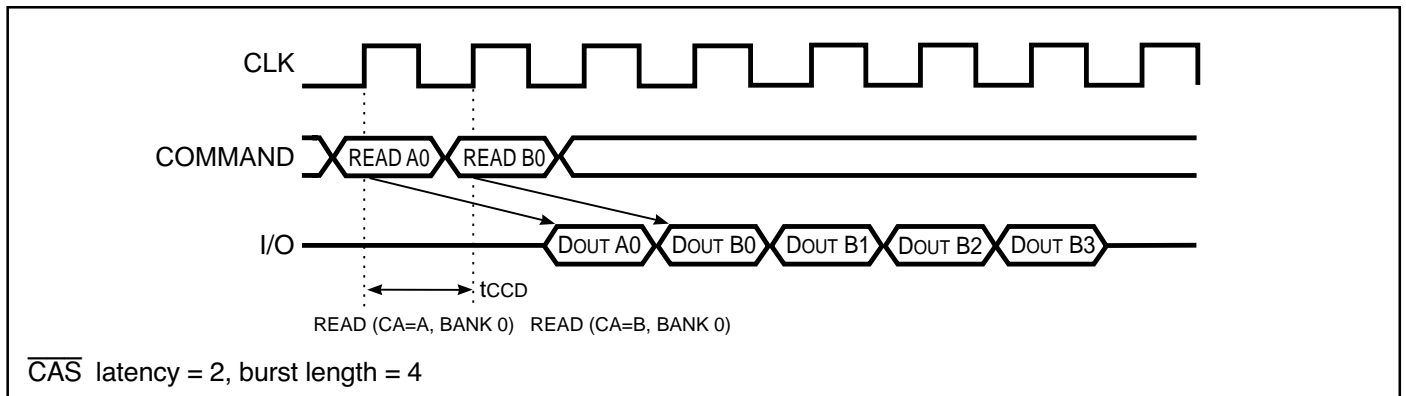 CLK
COMMAND READ A0 READ B0
I/O DOUT A0 DOUT B0 DOUT B1 DOUT B2 DOUT B3
tCCD
READ (CA=A, BANK 0) READ (CA=B, BANK 0)
C̅A̅S̅ latency = 2, burst length = 4